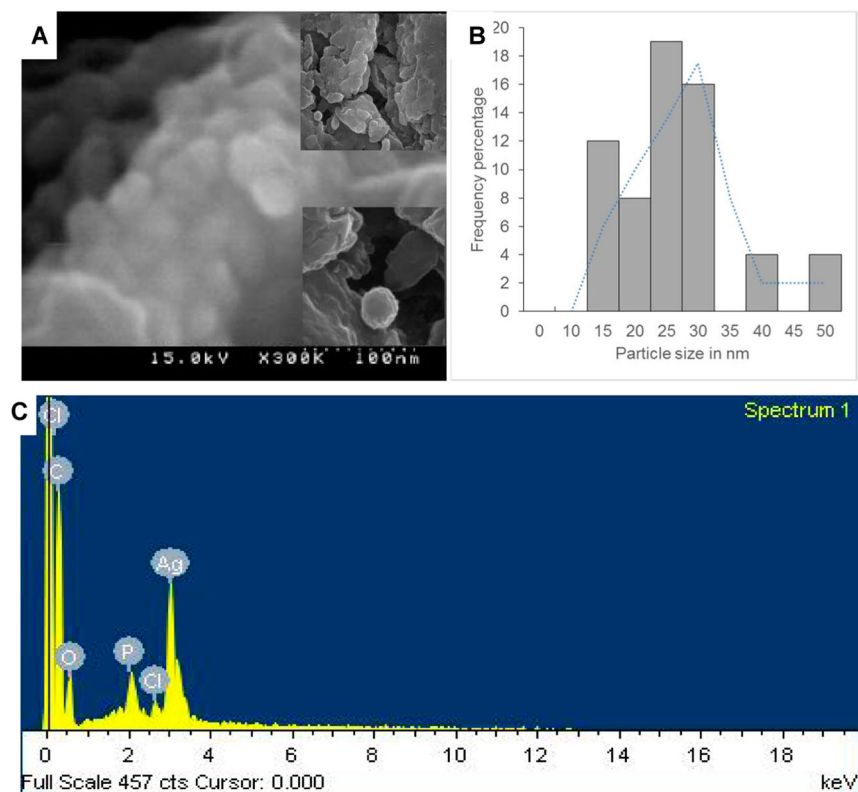 A
15.0kV X300K 100nm
B
Frequency percentage
20
18
16
14
12
10
8
6
4
2
0
0 10 15 20 25 30 35 40 45 50
Particle size in nm
C
Spectrum 1
Cl
C
O
P
Cl
Ag
0 2 4 6 8 10 12 14 16 18
Full Scale 457 cts Cursor: 0.000 keV